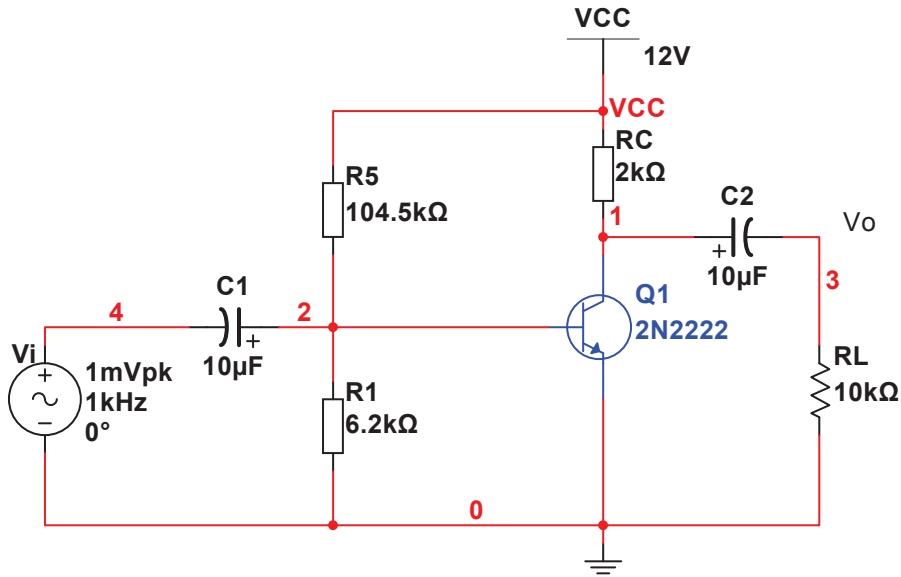 VCC
12V
VCC
RC
2kΩ
R5
104.5kΩ
1
C2
Vo
10µF
3
C1
4
2
10µF
Q1
2N2222
Vi
1mVpk
1kHz
0°
R1
6.2kΩ
RL
10kΩ
0